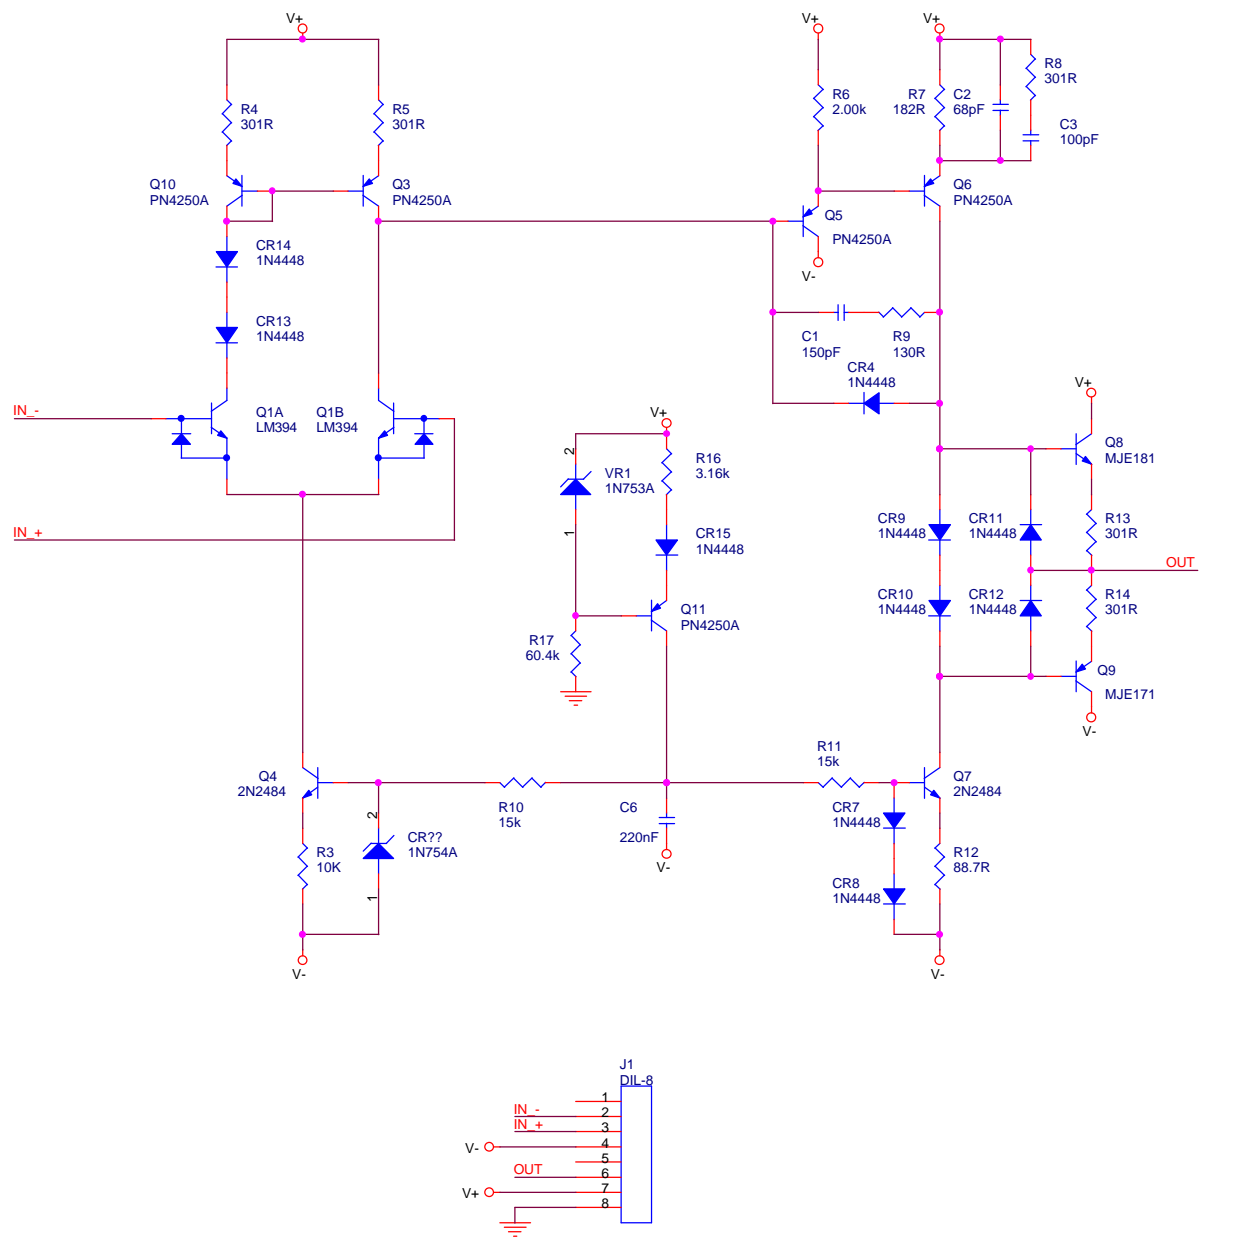 V+
V+
V+
R4
301R
R5
301R
R6
2.00k
R7
182R
C2
68pF
R8
301R
C3
100pF
Q10
PN4250A
Q3
PN4250A
Q5
PN4250A
V-
Q6
PN4250A
CR14
1N4448
CR13
1N4448
C1
150pF
R9
130R
CR4
1N4448
IN_-
Q1A
LM394
Q1B
LM394
IN_+
V+
2
VR1
1N753A
1
R16
3.16k
CR15
1N4448
Q11
PN4250A
R17
60.4k
V+
Q8
MJE181
CR9
1N4448
CR11
1N4448
R13
301R
OUT
CR10
1N4448
CR12
1N4448
R14
301R
Q9
MJE171
V-
Q4
2N2484
R10
15k
C6
220nF
V-
R11
15k
Q7
2N2484
CR7
1N4448
R3
10K
2
CR??
1N754A
1
CR8
1N4448
R12
88.7R
V-
V-
J1
DIL-8
1
IN_- 2
IN_+ 3
V- 4
5
OUT 6
V+ 7
8